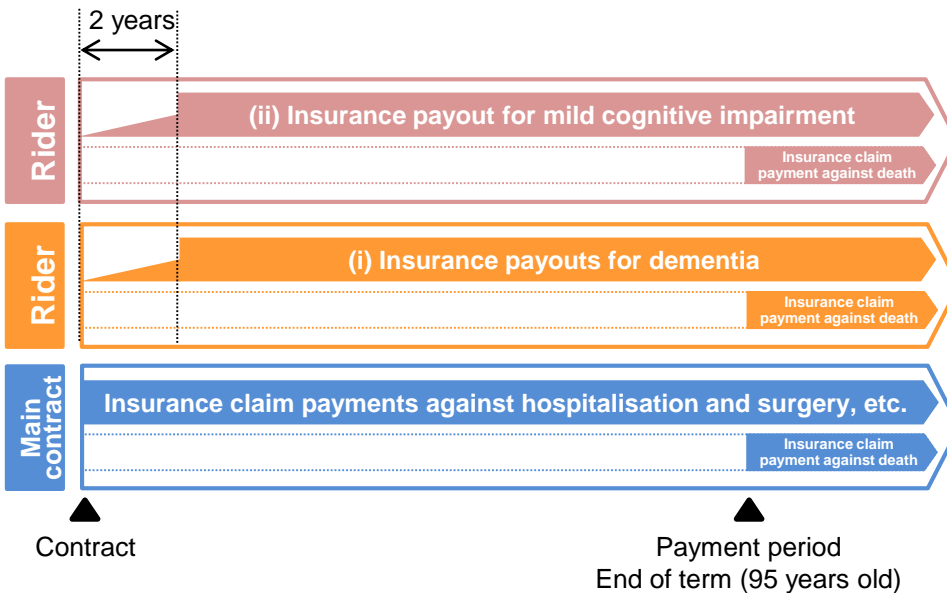 2 years
Rider
(ii) Insurance payout for mild cognitive impairment
Insurance claim
payment against death
Rider
(i) Insurance payouts for dementia
Insurance claim
payment against death
Main
contract
Insurance claim payments against hospitalisation and surgery, etc.
Insurance claim
payment against death
Contract
Payment period
End of term (95 years old)